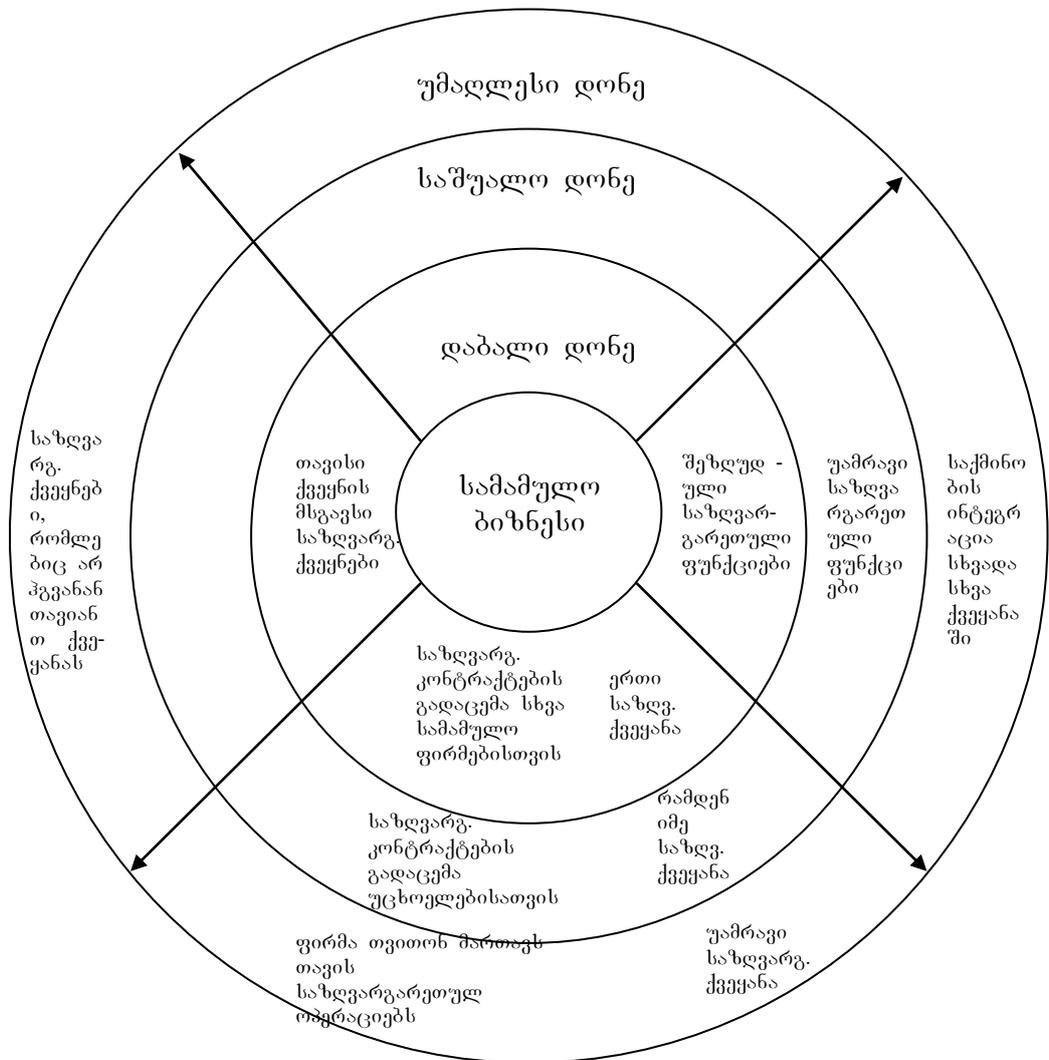 უმაღლესი დონე
საშუალო დონე
დაბალი დონე
სამამულო
ბიზნესი
საზღვა
რგ.
ქვეყნებ
ი,
რომლე
ბიც არ
ჰგვანან
თავიან
თ ქვე-
ყანას
თავისი
ქვეყნის
მსგავსი
საზღვარგ.
ქვეყნები
შეზღუდ -
ული
საზღვარ-
გარეთული
ფუნქციები
უამრავი
საზღვა
რგარეთ
ული
ფუნქცი
ები
საქმინო
ბის
ინტეგრ
აცია
სხვადა
სხვა
ქვეყანა
ში
საზღვარგ.
კონტრაქტების
გადაცემა სხვა
სამამულო
ფირმებისთვის
ერთი
საზღვ.
ქვეყანა
საზღვარგ.
კონტრაქტების
გადაცემა
უცხოელებისათვის
რამდენ
იმე
საზღვ.
ქვეყანა
ფირმა თვითონ მართავს
თავის
საზღვარგარეთულ
ოპერაციებს
უამრავი
საზღვარგ.
ქვეყანა